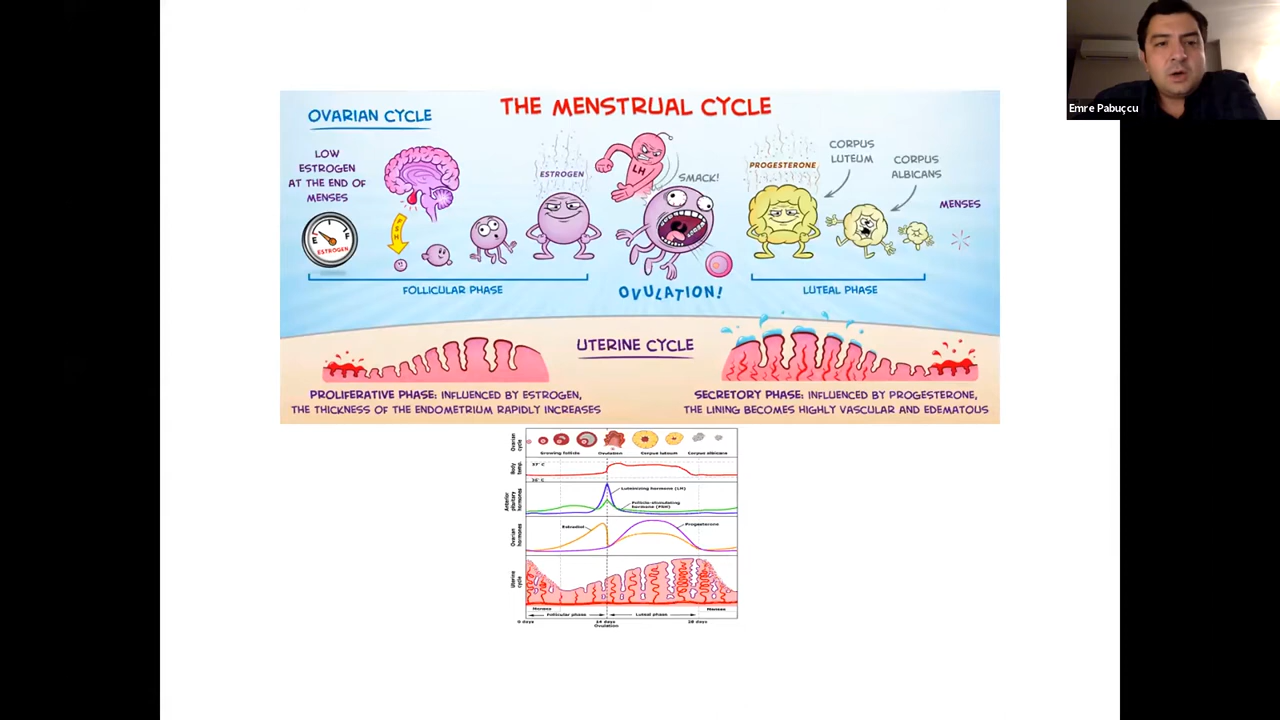 Emre Pabuçcu
THE MENSTRUAL CYCLE
OVARIAN CYCLE
LOW
ESTROGEN
AT THE END OF
MENSES
E F
ESTROGEN
FSH
ESTROGEN
LH
SMACK!
PROGESTERONE
CORPUS
LUTEUM
CORPUS
ALBICANS
MENSES
FOLLICULAR PHASE
OVULATION!
LUTEAL PHASE
UTERINE CYCLE
PROLIFERATIVE PHASE: INFLUENCED BY ESTROGEN,
THE THICKNESS OF THE ENDOMETRIUM RAPIDLY INCREASES
SECRETORY PHASE: INFLUENCED BY PROGESTERONE,
THE LINING BECOMES HIGHLY VASCULAR AND EDEMATOUS
Ovarian
cycle
Growing follicle
Ovulation
Corpus luteum
Corpus albicans
Body
temp.
37° C
36° C
Anterior
pituitary
hormones
Luteinizing hormone (LH)
Follicle-stimulating
hormone (FSH)
Ovarian
hormones
Estradiol
Progesterone
Uterine
cycle
Menses
Menses
Follicular phase
Luteal phase
0 days
14 days
28 days
Ovulation